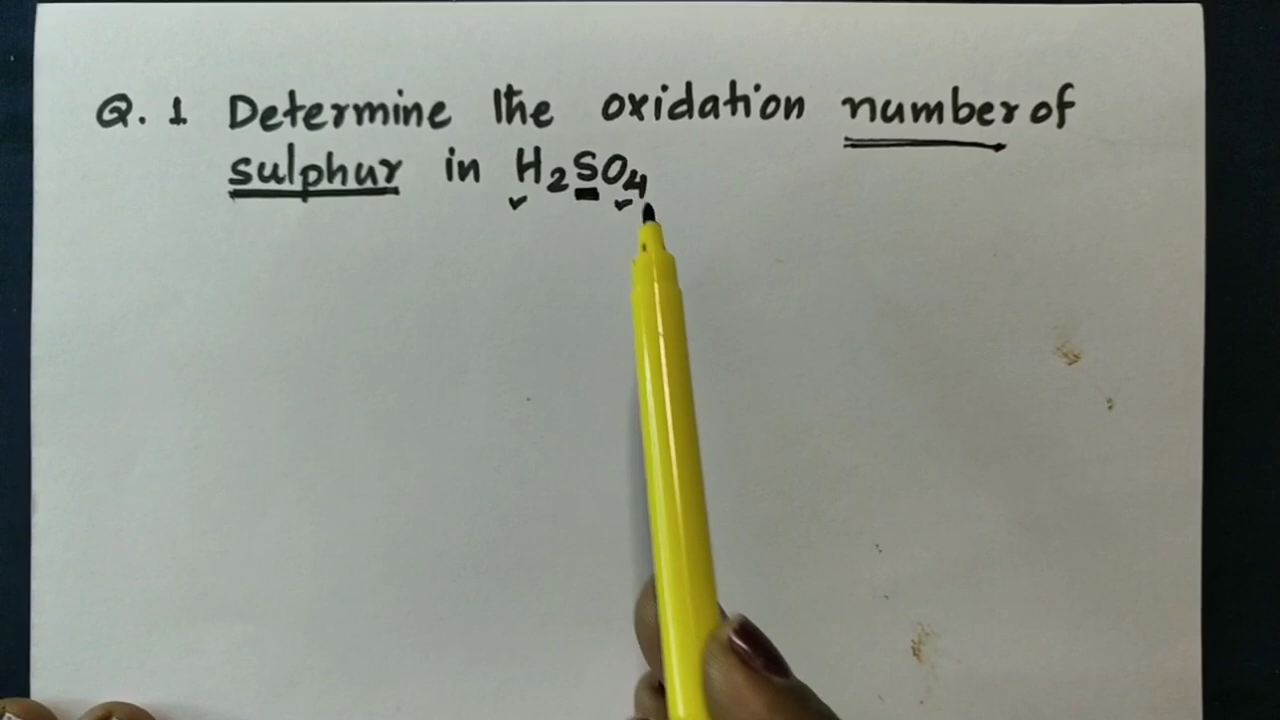 Q. 1 Determine the oxidation number of
sulphur in H₂SO₄